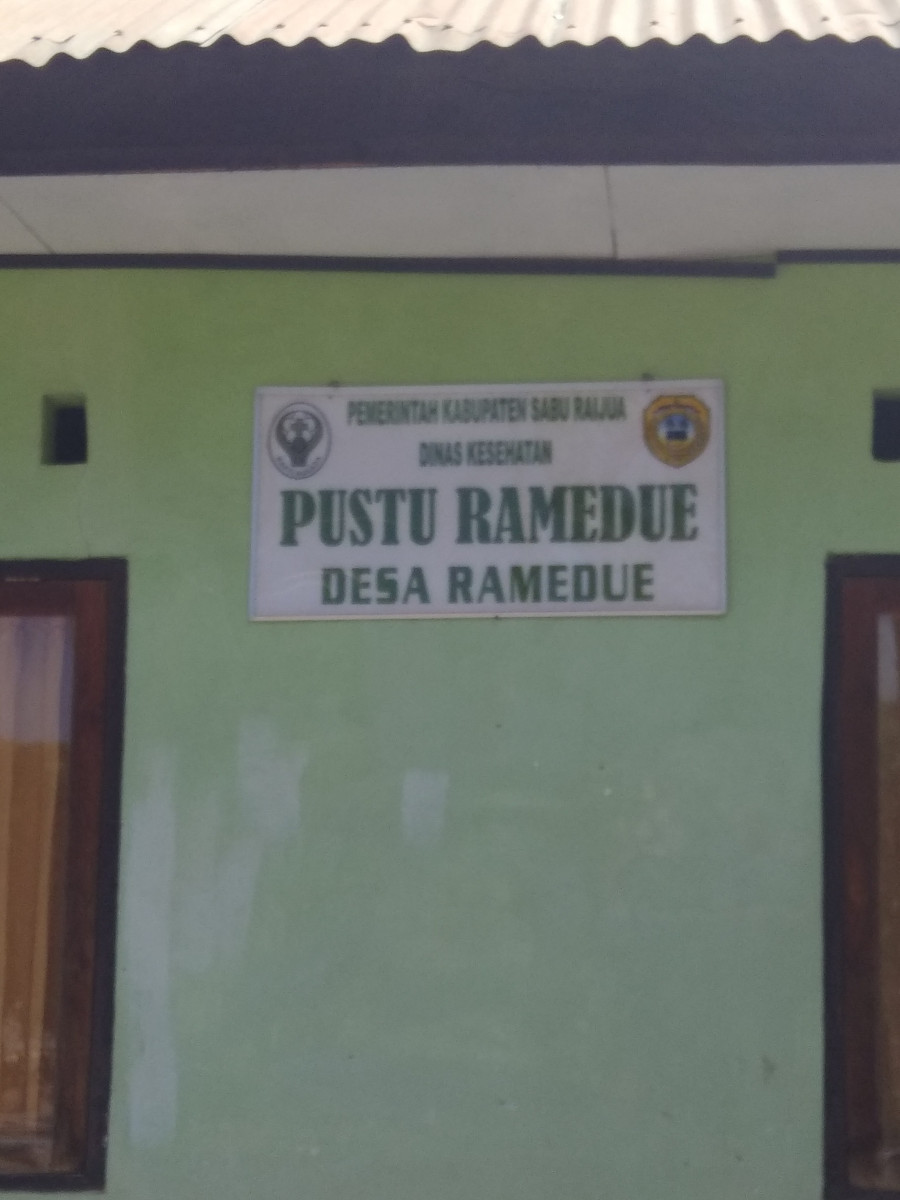 PEMERINTAH KABUPATEN SABU RAIJUA
DINAS KESEHATAN
PUSTU RAMEDUE
DESA RAMEDUE